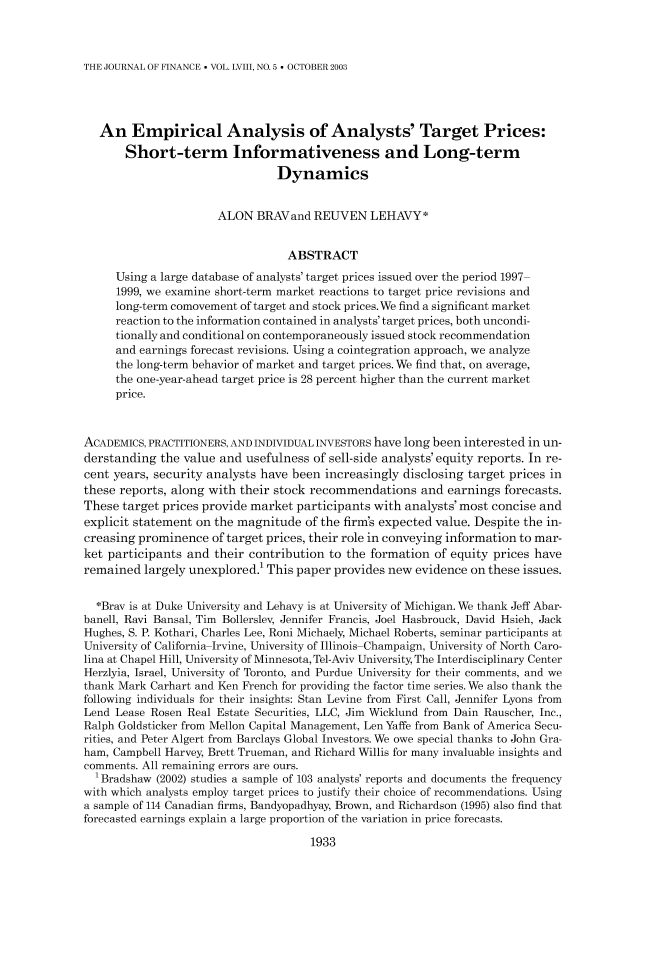 THE JOURNAL OF FINANCE • VOL. LVIII, NO. 5 • OCTOBER 2003
An Empirical Analysis of Analysts' Target Prices:
Short-term Informativeness and Long-term
Dynamics
ALON BRAV and REUVEN LEHAVY*
ABSTRACT
Using a large database of analysts' target prices issued over the period 1997–
1999, we examine short-term market reactions to target price revisions and
long-term comovement of target and stock prices. We find a significant market
reaction to the information contained in analysts' target prices, both uncondi-
tionally and conditional on contemporaneously issued stock recommendation
and earnings forecast revisions. Using a cointegration approach, we analyze
the long-term behavior of market and target prices. We find that, on average,
the one-year-ahead target price is 28 percent higher than the current market
price.
ACADEMICS, PRACTITIONERS, AND INDIVIDUAL INVESTORS have long been interested in un-
derstanding the value and usefulness of sell-side analysts' equity reports. In re-
cent years, security analysts have been increasingly disclosing target prices in
these reports, along with their stock recommendations and earnings forecasts.
These target prices provide market participants with analysts' most concise and
explicit statement on the magnitude of the firm's expected value. Despite the in-
creasing prominence of target prices, their role in conveying information to mar-
ket participants and their contribution to the formation of equity prices have
remained largely unexplored.1 This paper provides new evidence on these issues.
*Brav is at Duke University and Lehavy is at University of Michigan. We thank Jeff Abar-
banell, Ravi Bansal, Tim Bollerslev, Jennifer Francis, Joel Hasbrouck, David Hsieh, Jack
Hughes, S. P. Kothari, Charles Lee, Roni Michaely, Michael Roberts, seminar participants at
University of California–Irvine, University of Illinois–Champaign, University of North Caro-
lina at Chapel Hill, University of Minnesota, Tel-Aviv University, The Interdisciplinary Center
Herzlyia, Israel, University of Toronto, and Purdue University for their comments, and we
thank Mark Carhart and Ken French for providing the factor time series. We also thank the
following individuals for their insights: Stan Levine from First Call, Jennifer Lyons from
Lend Lease Rosen Real Estate Securities, LLC, Jim Wicklund from Dain Rauscher, Inc.,
Ralph Goldsticker from Mellon Capital Management, Len Yaffe from Bank of America Secu-
rities, and Peter Algert from Barclays Global Investors. We owe special thanks to John Gra-
ham, Campbell Harvey, Brett Trueman, and Richard Willis for many invaluable insights and
comments. All remaining errors are ours.
1 Bradshaw (2002) studies a sample of 103 analysts' reports and documents the frequency
with which analysts employ target prices to justify their choice of recommendations. Using
a sample of 114 Canadian firms, Bandyopadhyay, Brown, and Richardson (1995) also find that
forecasted earnings explain a large proportion of the variation in price forecasts.
1933